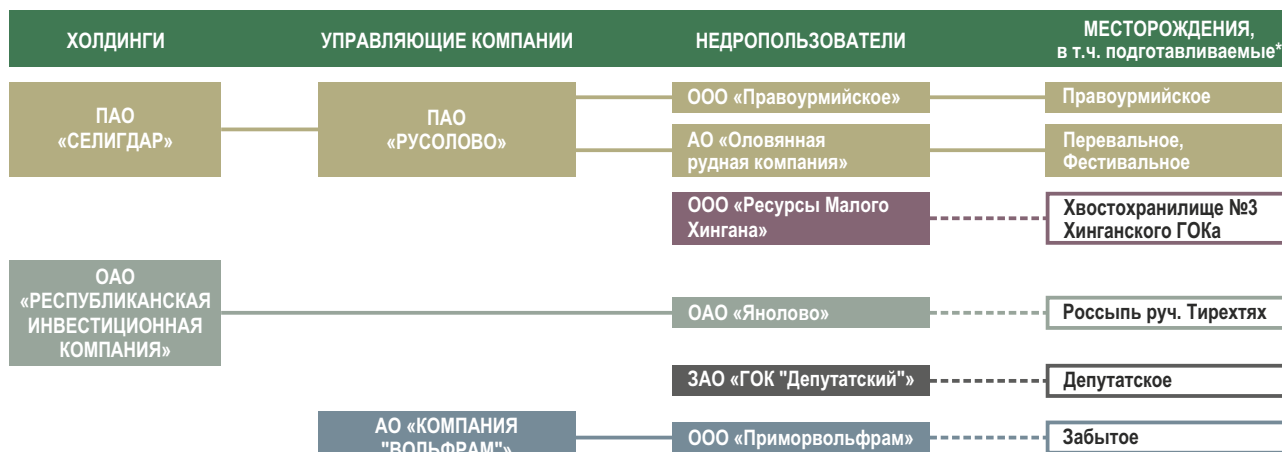 ХОЛДИНГИ
УПРАВЛЯЮЩИЕ КОМПАНИИ
НЕДРОПОЛЬЗОВАТЕЛИ
МЕСТОРОЖДЕНИЯ,
в т.ч. подготавливаемые*
ПАО
«СЕЛИГДАР»
ПАО
«РУСОЛОВО»
ООО «Правоурмийское»
Правоурмийское
АО «Оловянная
рудная компания»
Перевальное,
Фестивальное
ООО «Ресурсы Малого
Хингана»
Хвостохранилище №3
Хинганского ГОКа
ОАО
«РЕСПУБЛИКАНСКАЯ
ИНВЕСТИЦИОННАЯ
КОМПАНИЯ»
ОАО «Янолово»
Россыпь руч. Тирехтях
ЗАО «ГОК "Депутатский"»
Депутатское
АО «КОМПАНИЯ
"ВОЛЬФРАМ"»
ООО «Приморвольфрам»
Забытое